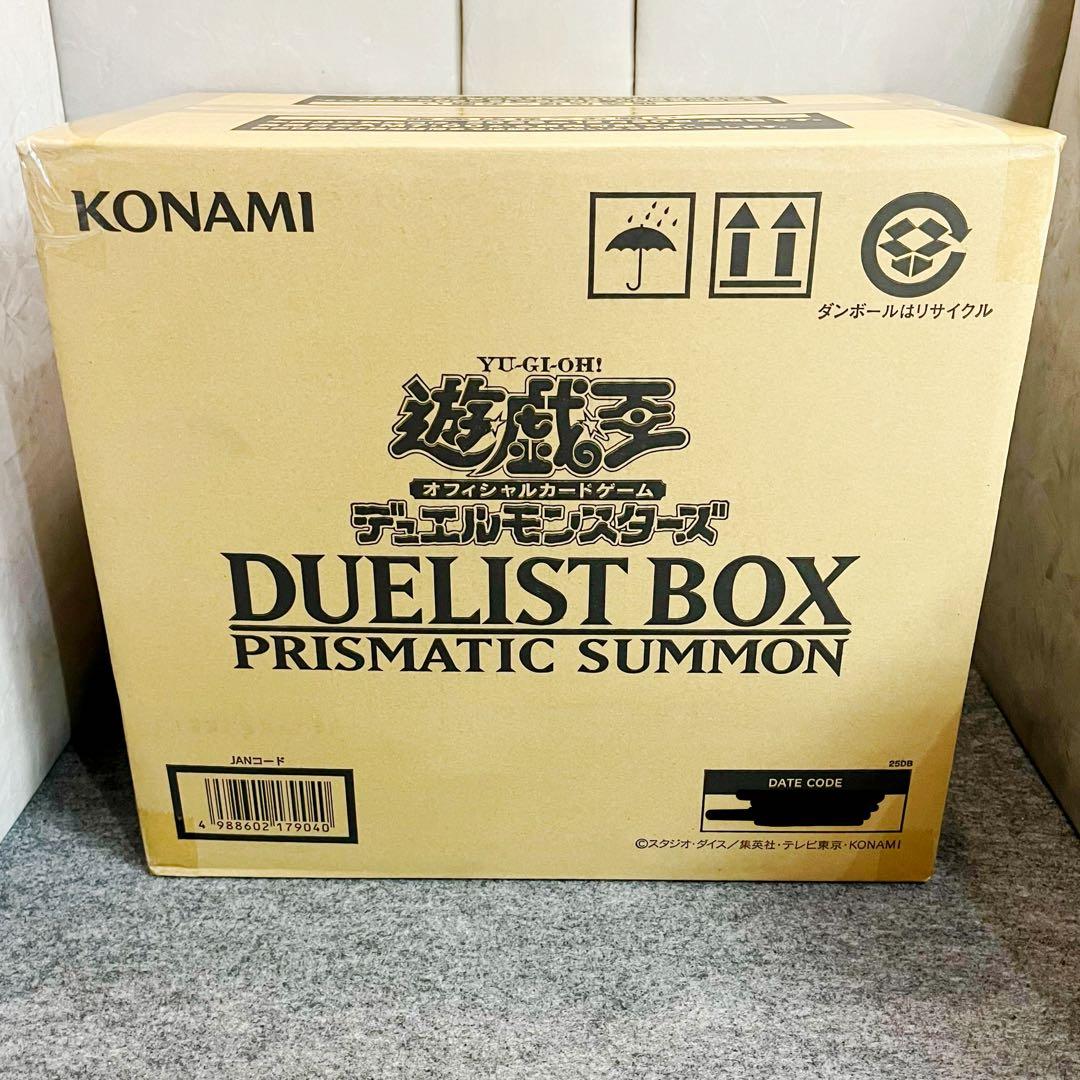 KONAMI
ダンボールはリサイクル
YU-GI-OH!
遊☆戯☆王
オフィシャルカードゲーム
デュエルモンスターズ
DUELIST BOX
PRISMATIC SUMMON
JANコード
4 988602 179040
25DB
DATE CODE
©スタジオ・ダイス/集英社・テレビ東京・KONAMI